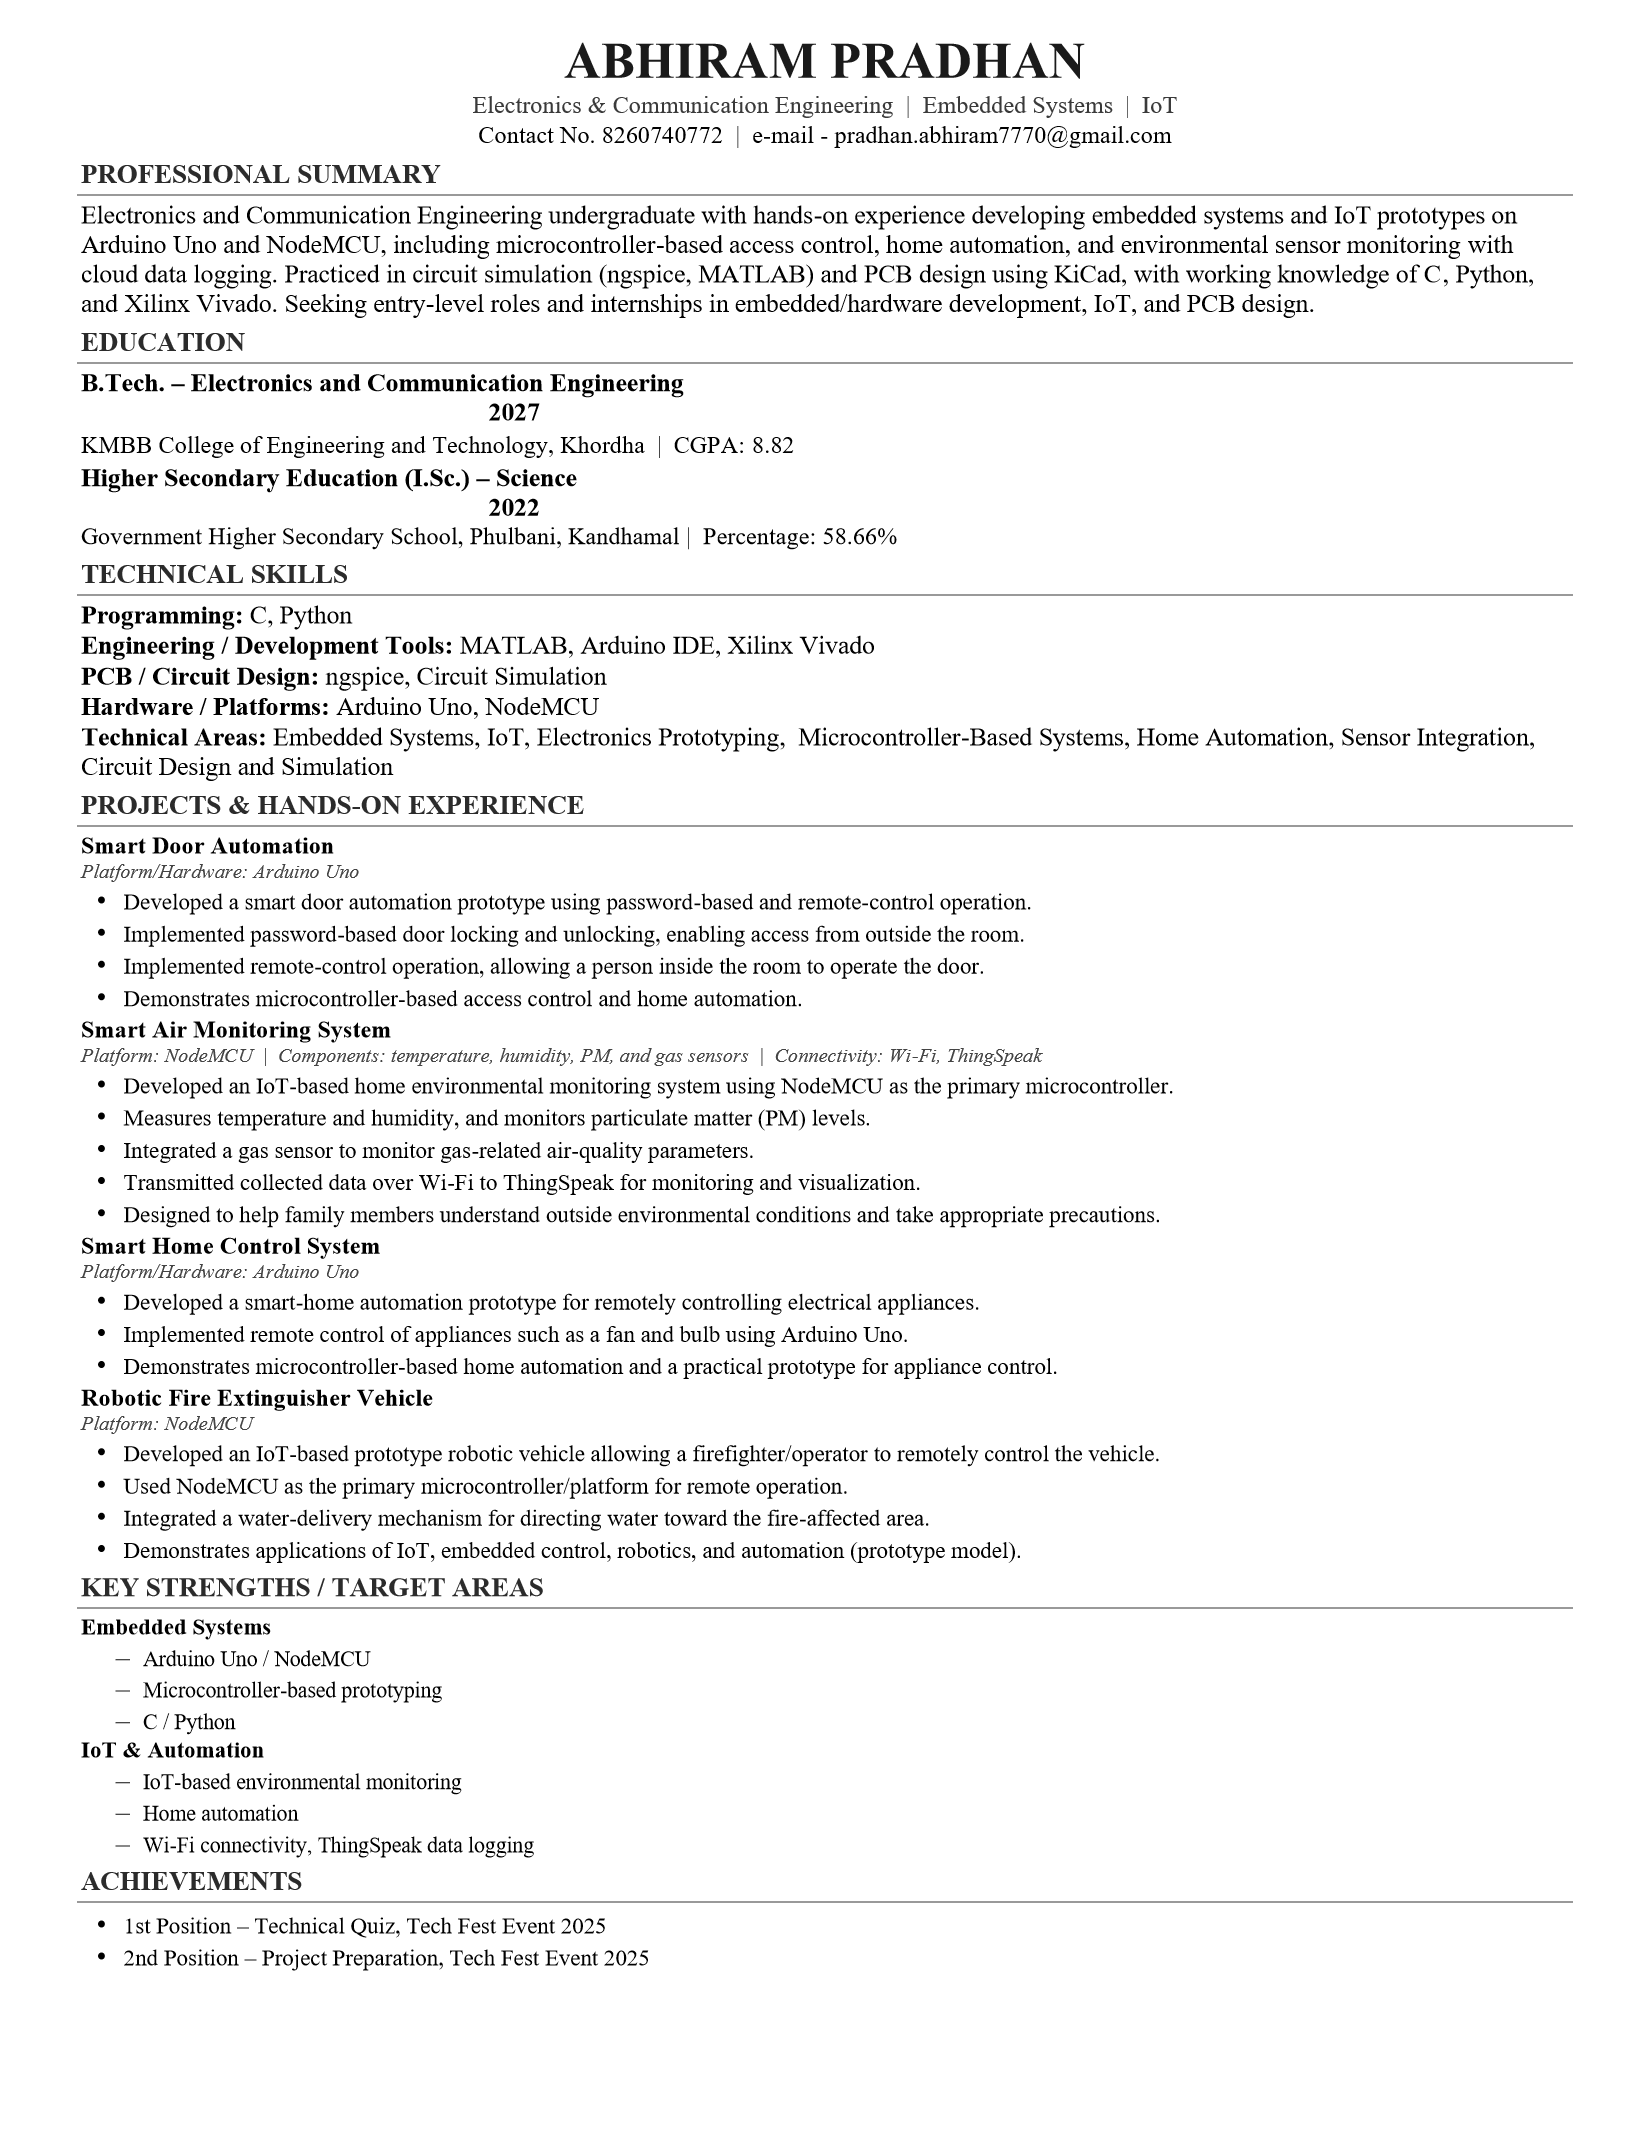 ABHIRAM PRADHAN
Electronics & Communication Engineering | Embedded Systems | IoT
Contact No. 8260740772 | e-mail - pradhan.abhiram7770@gmail.com
PROFESSIONAL SUMMARY
Electronics and Communication Engineering undergraduate with hands-on experience developing embedded systems and IoT prototypes on
Arduino Uno and NodeMCU, including microcontroller-based access control, home automation, and environmental sensor monitoring with
cloud data logging. Practiced in circuit simulation (ngspice, MATLAB) and PCB design using KiCad, with working knowledge of C, Python,
and Xilinx Vivado. Seeking entry-level roles and internships in embedded/hardware development, IoT, and PCB design.
EDUCATION
B.Tech. – Electronics and Communication Engineering
2027
KMBB College of Engineering and Technology, Khordha | CGPA: 8.82
Higher Secondary Education (I.Sc.) – Science
2022
Government Higher Secondary School, Phulbani, Kandhamal | Percentage: 58.66%
TECHNICAL SKILLS
Programming: C, Python
Engineering / Development Tools: MATLAB, Arduino IDE, Xilinx Vivado
PCB / Circuit Design: ngspice, Circuit Simulation
Hardware / Platforms: Arduino Uno, NodeMCU
Technical Areas: Embedded Systems, IoT, Electronics Prototyping, Microcontroller-Based Systems, Home Automation, Sensor Integration,
Circuit Design and Simulation
PROJECTS & HANDS-ON EXPERIENCE
Smart Door Automation
Platform/Hardware: Arduino Uno
• Developed a smart door automation prototype using password-based and remote-control operation.
• Implemented password-based door locking and unlocking, enabling access from outside the room.
• Implemented remote-control operation, allowing a person inside the room to operate the door.
• Demonstrates microcontroller-based access control and home automation.
Smart Air Monitoring System
Platform: NodeMCU | Components: temperature, humidity, PM, and gas sensors | Connectivity: Wi-Fi, ThingSpeak
• Developed an IoT-based home environmental monitoring system using NodeMCU as the primary microcontroller.
• Measures temperature and humidity, and monitors particulate matter (PM) levels.
• Integrated a gas sensor to monitor gas-related air-quality parameters.
• Transmitted collected data over Wi-Fi to ThingSpeak for monitoring and visualization.
• Designed to help family members understand outside environmental conditions and take appropriate precautions.
Smart Home Control System
Platform/Hardware: Arduino Uno
• Developed a smart-home automation prototype for remotely controlling electrical appliances.
• Implemented remote control of appliances such as a fan and bulb using Arduino Uno.
• Demonstrates microcontroller-based home automation and a practical prototype for appliance control.
Robotic Fire Extinguisher Vehicle
Platform: NodeMCU
• Developed an IoT-based prototype robotic vehicle allowing a firefighter/operator to remotely control the vehicle.
• Used NodeMCU as the primary microcontroller/platform for remote operation.
• Integrated a water-delivery mechanism for directing water toward the fire-affected area.
• Demonstrates applications of IoT, embedded control, robotics, and automation (prototype model).
KEY STRENGTHS / TARGET AREAS
Embedded Systems
– Arduino Uno / NodeMCU
– Microcontroller-based prototyping
– C / Python
IoT & Automation
– IoT-based environmental monitoring
– Home automation
– Wi-Fi connectivity, ThingSpeak data logging
ACHIEVEMENTS
• 1st Position – Technical Quiz, Tech Fest Event 2025
• 2nd Position – Project Preparation, Tech Fest Event 2025